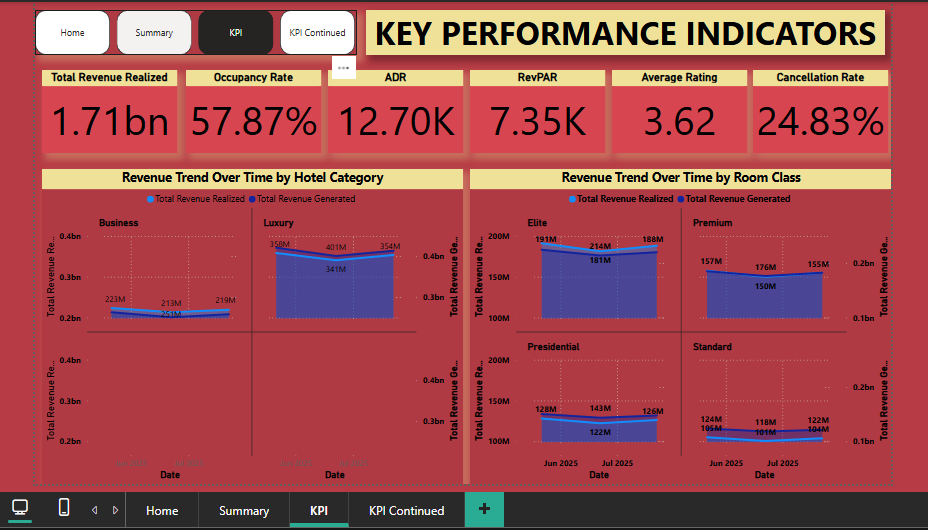 Home Summary KPI KPI Continued
KEY PERFORMANCE INDICATORS
Total Revenue Realized Occupancy Rate ADR RevPAR Average Rating Cancellation Rate
1.71bn 57.87% 12.70K 7.35K 3.62 24.83%
Revenue Trend Over Time by Hotel Category
Total Revenue Realized Total Revenue Generated
Business Luxury
0.4bn
0.3bn
0.2bn
Total Revenue Re...
223M 213M 219M
251M
358M 401M 354M
341M
0.4bn
0.3bn
Total Revenue Ge...
0.4bn
0.3bn
0.2bn
Total Revenue Re...
0.4bn
0.3bn
Total Revenue Ge...
Date Date
Revenue Trend Over Time by Room Class
Total Revenue Realized Total Revenue Generated
Elite Premium
200M
150M
100M
Total Revenue Re...
191M 214M 188M
181M
157M 176M 155M
150M
0.2bn
0.1bn
Total Revenue Ge...
Presidential Standard
200M
150M
100M
Total Revenue Re...
128M 143M 126M
122M
124M 118M 122M
105M 101M 104M
0.2bn
0.1bn
Total Revenue Ge...
Jun 2025 Jul 2025 Jun 2025 Jul 2025
Date Date
Home Summary KPI KPI Continued +